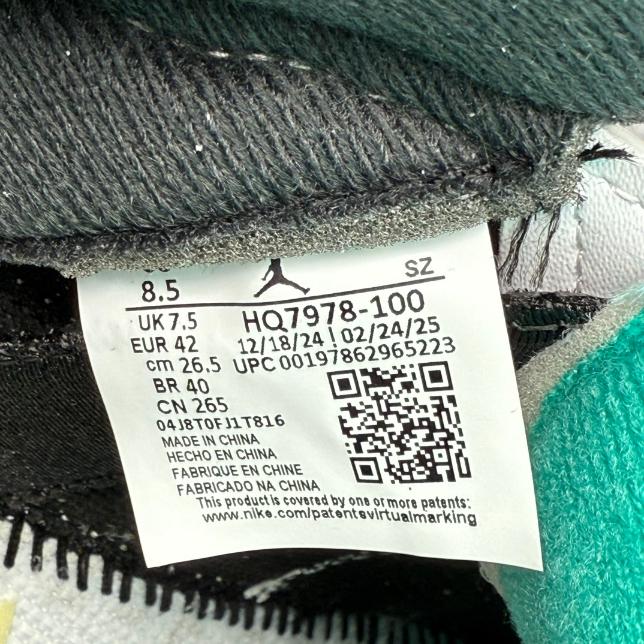 SZ
8.5
UK 7.5 HQ7978-100
EUR 42 12/18/24 | 02/24/25
cm 26.5 UPC 00197862965223
BR 40
CN 265
04J8T0FJ1T816
MADE IN CHINA
HECHO EN CHINA
FABRIQUE EN CHINE
FABRICADO NA CHINA
This product is covered by one or more patents:
www.nike.com/patentsvirtualmarking